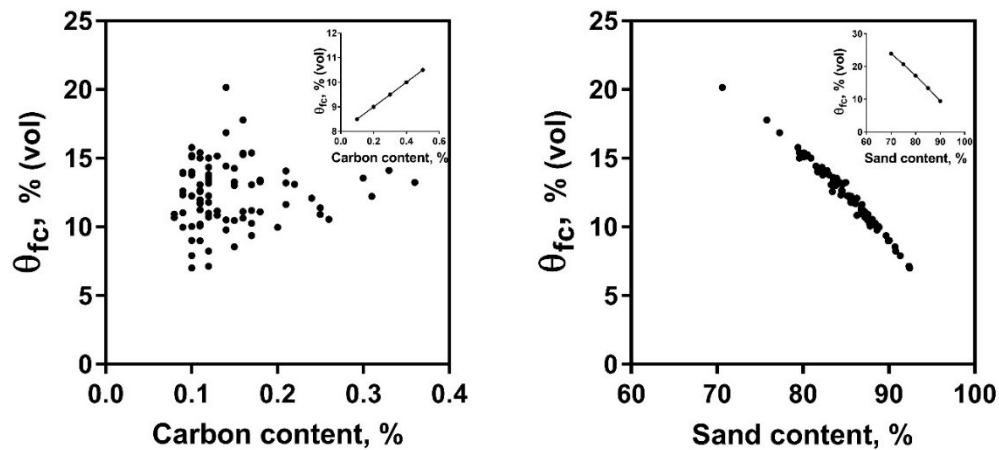 25
20
15
10
5
0
θfc, % (vol)
0.0 0.1 0.2 0.3 0.4
Carbon content, %
12
11
10
9
8
θfc, % (vol)
0.0 0.2 0.4 0.6
Carbon content, %
25
20
15
10
5
0
θfc, % (vol)
60 70 80 90 100
Sand content, %
30
20
10
0
θfc, % (vol)
60 70 80 90 100
Sand content, %